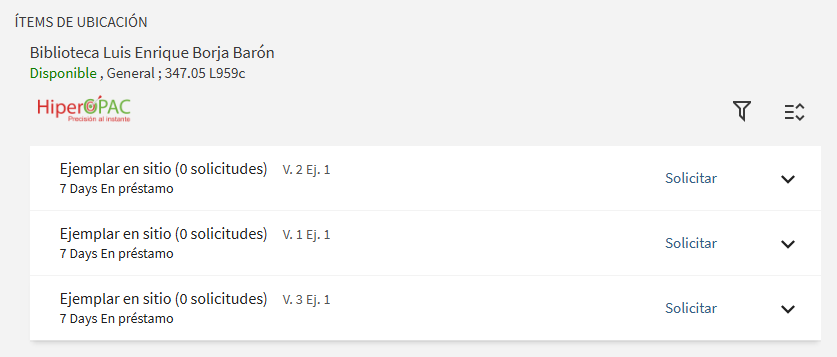 ÍTEMS DE UBICACIÓN
Biblioteca Luis Enrique Borja Barón
Disponible , General ; 347.05 L959c
HiperOPAC
Precisión al instante
Ejemplar en sitio (0 solicitudes) V. 2 Ej. 1 Solicitar
7 Days En préstamo
Ejemplar en sitio (0 solicitudes) V. 1 Ej. 1 Solicitar
7 Days En préstamo
Ejemplar en sitio (0 solicitudes) V. 3 Ej. 1 Solicitar
7 Days En préstamo